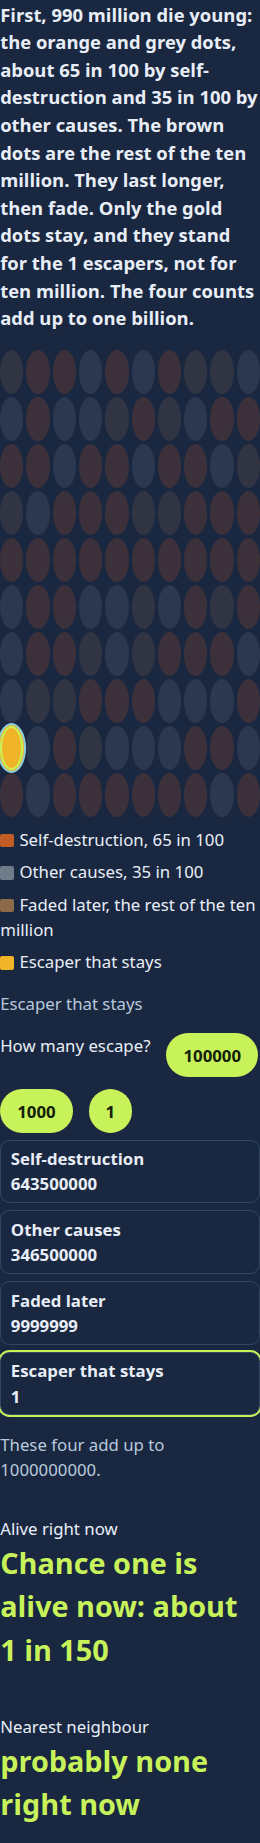 First, 990 million die young:
the orange and grey dots,
about 65 in 100 by self-
destruction and 35 in 100 by
other causes. The brown
dots are the rest of the ten
million. They last longer,
then fade. Only the gold
dots stay, and they stand
for the 1 escapers, not for
ten million. The four counts
add up to one billion.
Self-destruction, 65 in 100
Other causes, 35 in 100
Faded later, the rest of the ten
million
Escaper that stays
Escaper that stays
How many escape?
100000
1000
1
Self-destruction
643500000
Other causes
346500000
Faded later
9999999
Escaper that stays
1
These four add up to
1000000000.
Alive right now
Chance one is
alive now: about
1 in 150
Nearest neighbour
probably none
right now